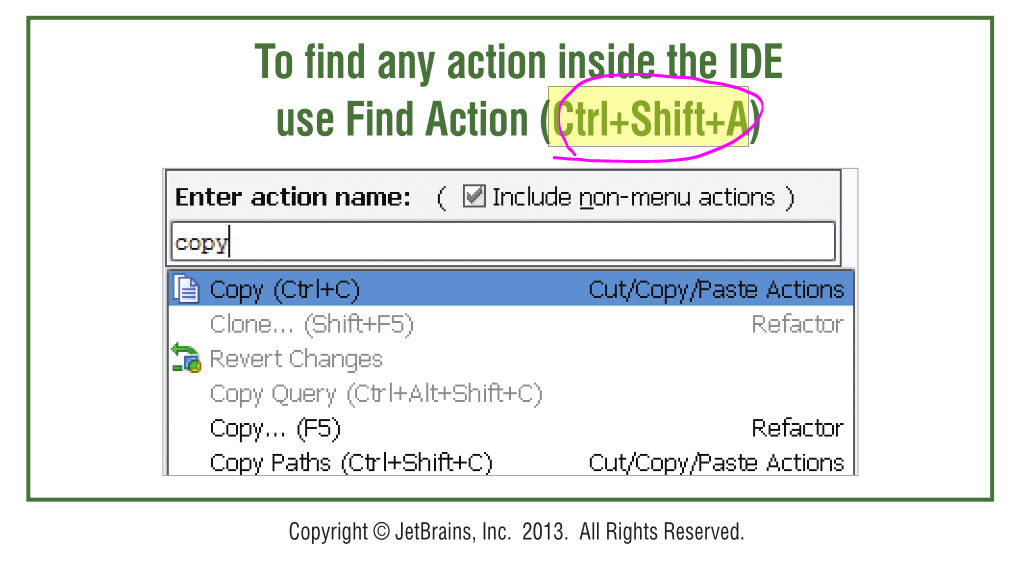 To find any action inside the IDE
use Find Action (Ctrl+Shift+A)
Enter action name: ( Include non-menu actions )
copy
Copy (Ctrl+C) Cut/Copy/Paste Actions
Clone... (Shift+F5) Refactor
Revert Changes
Copy Query (Ctrl+Alt+Shift+C)
Copy... (F5) Refactor
Copy Paths (Ctrl+Shift+C) Cut/Copy/Paste Actions
Copyright © JetBrains, Inc. 2013. All Rights Reserved.